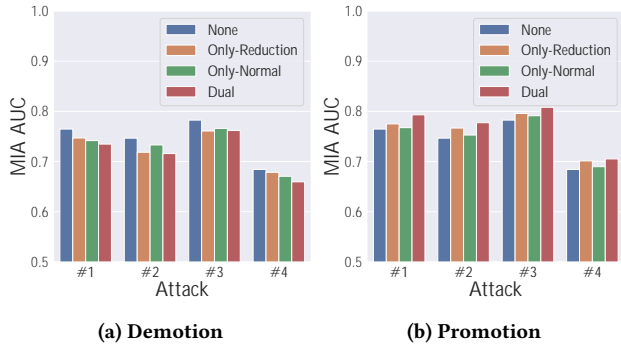 1.0
0.9
0.8
0.7
0.6
0.5
MIA AUC
None
Only-Reduction
Only-Normal
Dual
#1 #2 #3 #4
Attack
(a) Demotion
1.0
0.9
0.8
0.7
0.6
0.5
MIA AUC
None
Only-Reduction
Only-Normal
Dual
#1 #2 #3 #4
Attack
(b) Promotion